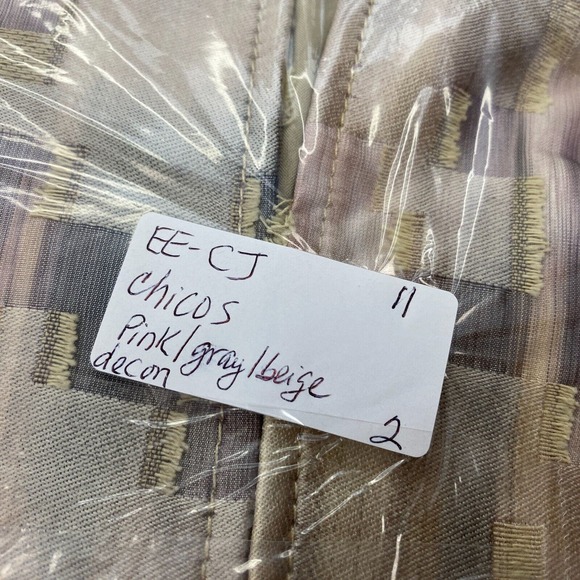 EE-CJ 11
chicos
Pink/gray/beige
decon 2